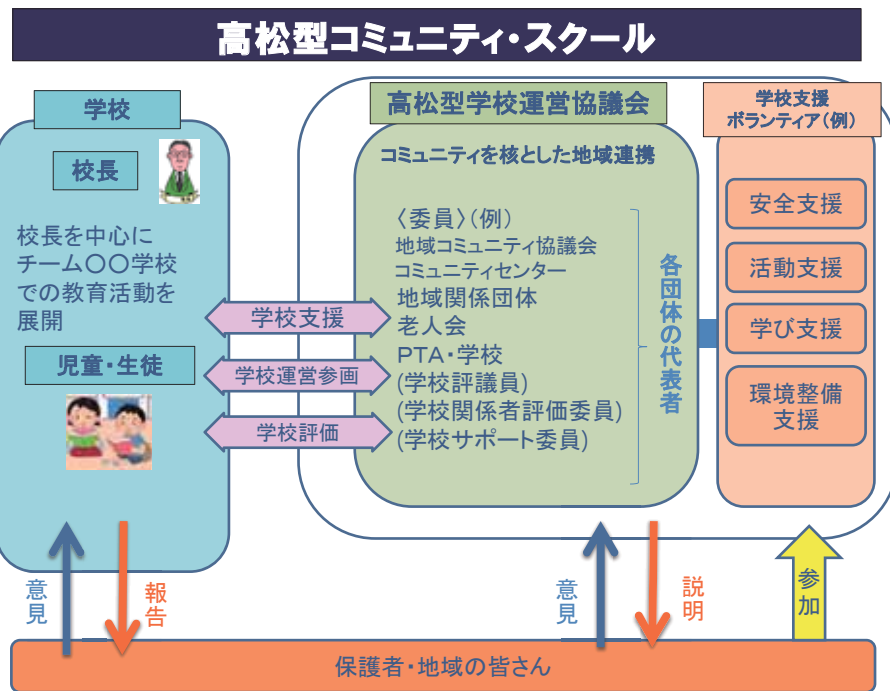 高松型コミュニティ・スクール
学校
校長
校長を中心に
チーム〇〇学校
での教育活動を
展開
児童・生徒
学校支援
学校運営参画
学校評価
高松型学校運営協議会
コミュニティを核とした地域連携
〈委員〉(例)
地域コミュニティ協議会
コミュニティセンター
地域関係団体
老人会
PTA・学校
(学校評議員)
(学校関係者評価委員)
(学校サポート委員)
各団体の代表者
学校支援
ボランティア(例)
安全支援
活動支援
学び支援
環境整備
支援
意見
報告
意見
説明
参加
保護者・地域の皆さん